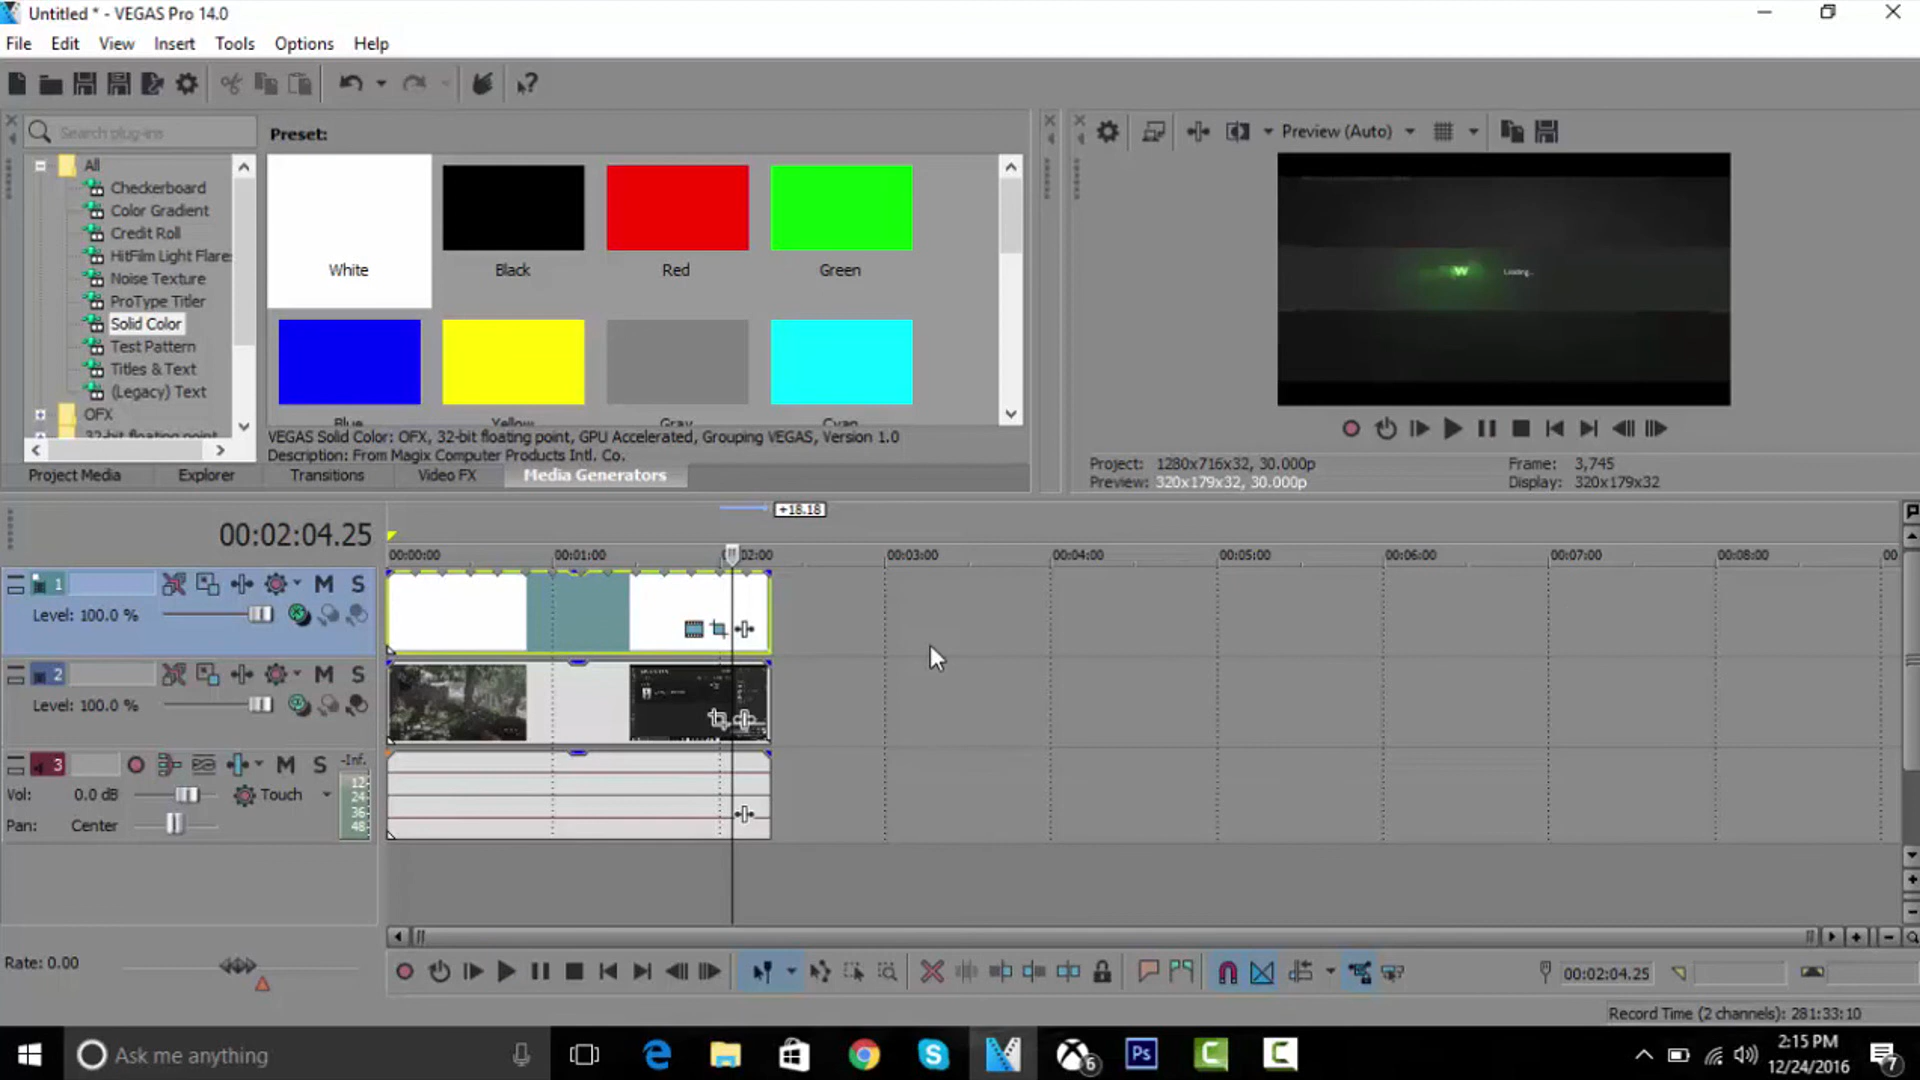 Untitled * - VEGAS Pro 14.0
File Edit View Insert Tools Options Help
Search plug-ins
Preset:
Preview (Auto)
All
Checkerboard
Color Gradient
Credit Roll
HitFilm Light Flare
Noise Texture
ProType Titler
Solid Color
Test Pattern
Titles & Text
(Legacy) Text
OFX
32-bit floating point
White Black Red Green
Blue Yellow Gray Cyan
W Loading...
VEGAS Solid Color: OFX, 32-bit floating point, GPU Accelerated, Grouping VEGAS, Version 1.0
Description: From Magix Computer Products Intl. Co.
Project Media Explorer Transitions Video FX Media Generators
Project: 1280x716x32, 30.000p Frame: 3,745
Preview: 320x179x32, 30.000p Display: 320x179x32
+18.18
00:02:04.25
00:00:00 00:01:00 02:00 00:03:00 00:04:00 00:05:00 00:06:00 00:07:00 00:08:00 00
1 M S
Level: 100.0 %
2 M S
Level: 100.0 %
3 M S -Inf.
Vol: 0.0 dB Touch
Pan: Center
12
24
36
48
Rate: 0.00
00:02:04.25
Record Time (2 channels): 281:33:10
Ask me anything
6
Ps
2:15 PM
12/24/2016
7